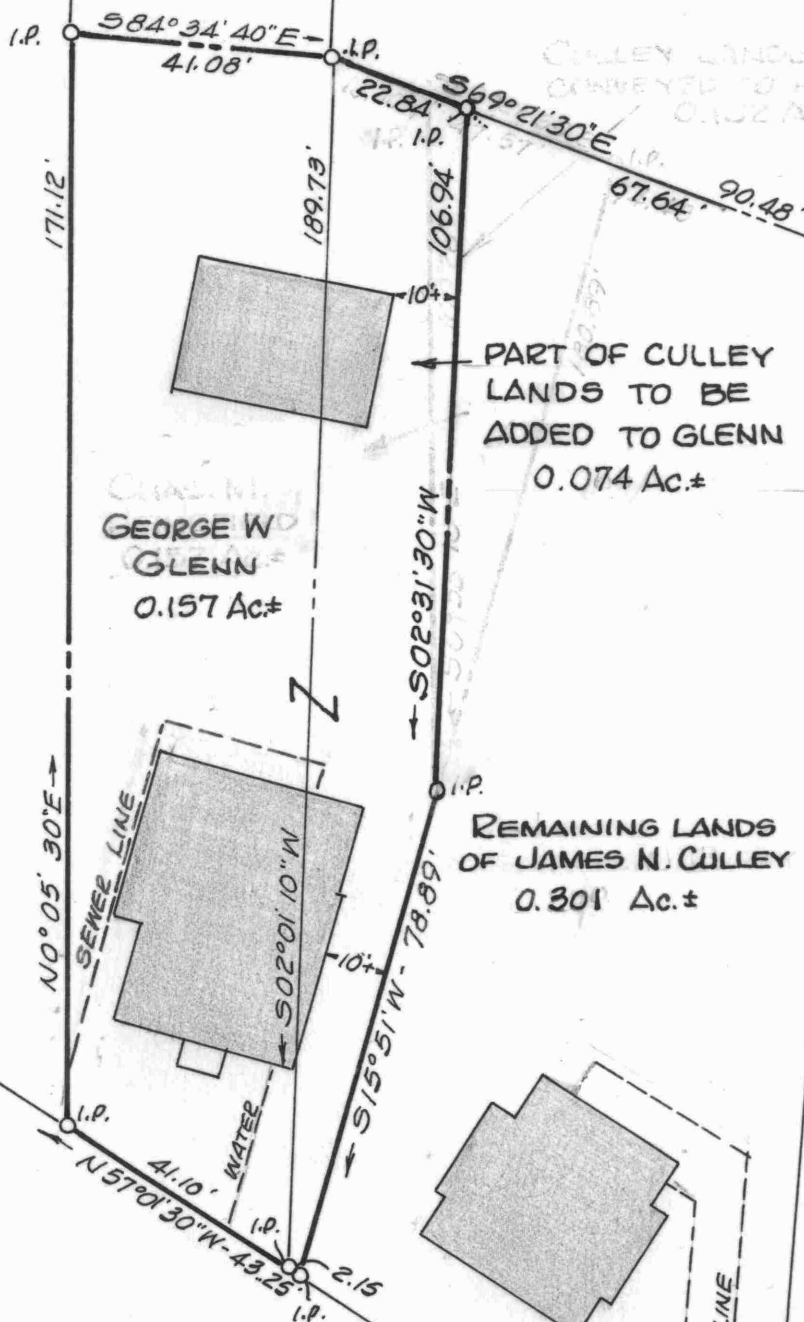 I.P.
S84°34'40"E
41.08'
I.P.
22.84'
S69°21'30"E
I.P.
67.64'
90.48'
171.12'
189.73'
106.94'
10'±
PART OF CULLEY
LANDS TO BE
ADDED TO GLENN
0.074 Ac.±
GEORGE W
GLENN
0.157 Ac.±
S02°31'30"W
Z
I.P.
REMAINING LANDS
OF JAMES N. CULLEY
0.301 Ac.±
N0°05'30"E
SEWER LINE
S02°01'10"W
10'±
S15°51'W - 78.89'
I.P.
WATER
41.10'
N57°01'30"W - 43.25'
I.P.
2.15
I.P.
LINE